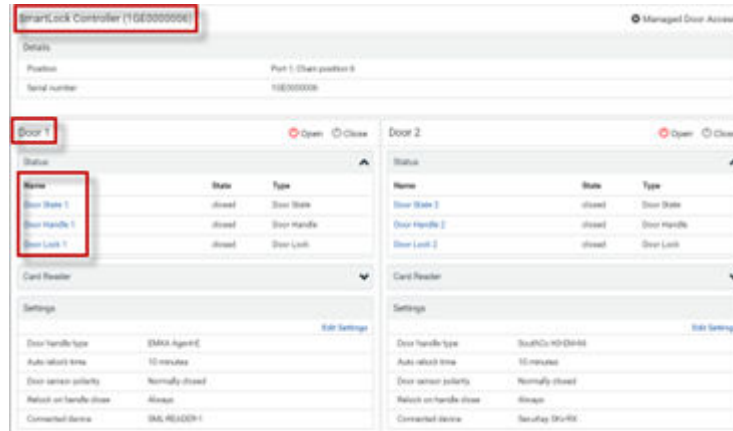 SmartLock Controller (1GE0000006)
Managed Door Access
Details
Position Port 1, Chain position 6
Serial number 1GE0000006
Door 1 Open Close
Door 2 Open Close
Status
Status
Name State Type
Name State Type
Door State 1 closed Door State
Door State 2 closed Door State
Door Handle 1 closed Door Handle
Door Handle 2 closed Door Handle
Door Lock 1 closed Door Lock
Door Lock 2 closed Door Lock
Card Reader
Card Reader
Settings
Settings
Edit Settings
Edit Settings
Door handle type EMKA Agent-E
Door handle type SouthCo
Auto relock time 10 minutes
Auto relock time 10 minutes
Door sensor polarity Normally closed
Door sensor polarity Normally closed
Relock on handle close Always
Relock on handle close Always
Connected device
Connected device